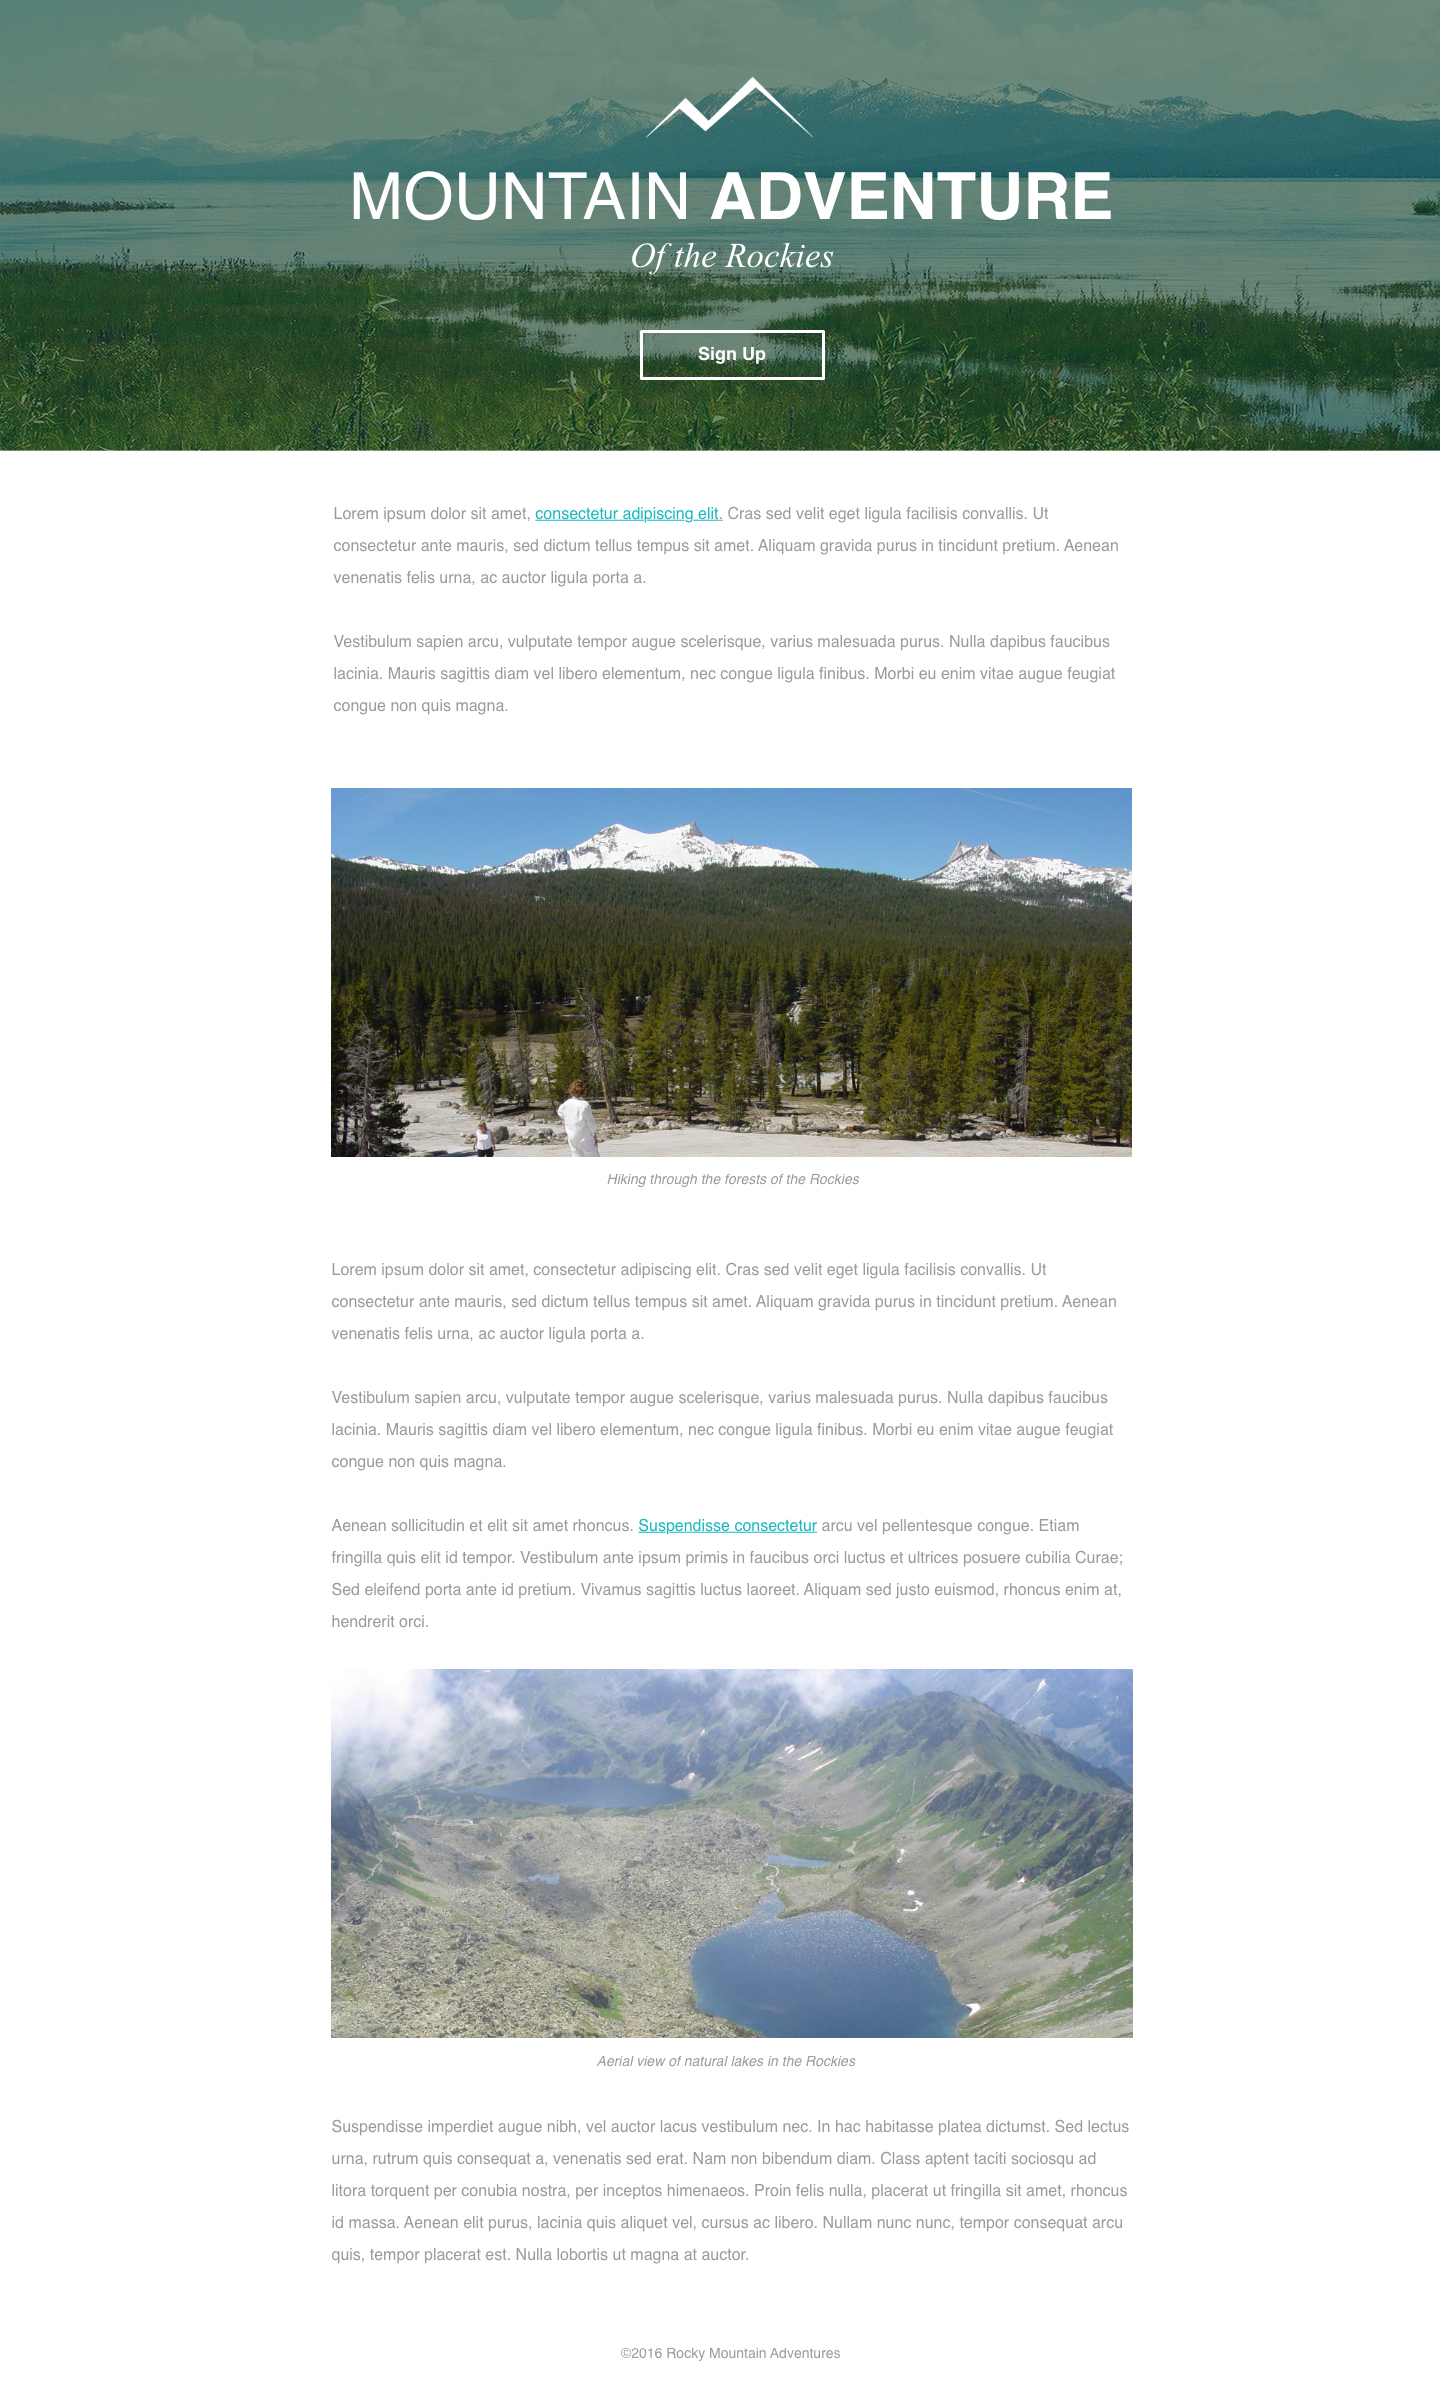 MOUNTAIN ADVENTURE
Of the Rockies
Sign Up
Lorem ipsum dolor sit amet, consectetur adipiscing elit. Cras sed velit eget ligula facilisis convallis. Ut
consectetur ante mauris, sed dictum tellus tempus sit amet. Aliquam gravida purus in tincidunt pretium. Aenean
venenatis felis urna, ac auctor ligula porta a.
Vestibulum sapien arcu, vulputate tempor augue scelerisque, varius malesuada purus. Nulla dapibus faucibus
lacinia. Mauris sagittis diam vel libero elementum, nec congue ligula finibus. Morbi eu enim vitae augue feugiat
congue non quis magna.
Hiking through the forests of the Rockies
Lorem ipsum dolor sit amet, consectetur adipiscing elit. Cras sed velit eget ligula facilisis convallis. Ut
consectetur ante mauris, sed dictum tellus tempus sit amet. Aliquam gravida purus in tincidunt pretium. Aenean
venenatis felis urna, ac auctor ligula porta a.
Vestibulum sapien arcu, vulputate tempor augue scelerisque, varius malesuada purus. Nulla dapibus faucibus
lacinia. Mauris sagittis diam vel libero elementum, nec congue ligula finibus. Morbi eu enim vitae augue feugiat
congue non quis magna.
Aenean sollicitudin et elit sit amet rhoncus. Suspendisse consectetur arcu vel pellentesque congue. Etiam
fringilla quis elit id tempor. Vestibulum ante ipsum primis in faucibus orci luctus et ultrices posuere cubilia Curae;
Sed eleifend porta ante id pretium. Vivamus sagittis luctus laoreet. Aliquam sed justo euismod, rhoncus enim at,
hendrerit orci.
Aerial view of natural lakes in the Rockies
Suspendisse imperdiet augue nibh, vel auctor lacus vestibulum nec. In hac habitasse platea dictumst. Sed lectus
urna, rutrum quis consequat a, venenatis sed erat. Nam non bibendum diam. Class aptent taciti sociosqu ad
litora torquent per conubia nostra, per inceptos himenaeos. Proin felis nulla, placerat ut fringilla sit amet, rhoncus
id massa. Aenean elit purus, lacinia quis aliquet vel, cursus ac libero. Nullam nunc nunc, tempor consequat arcu
quis, tempor placerat est. Nulla lobortis ut magna at auctor.
©2016 Rocky Mountain Adventures